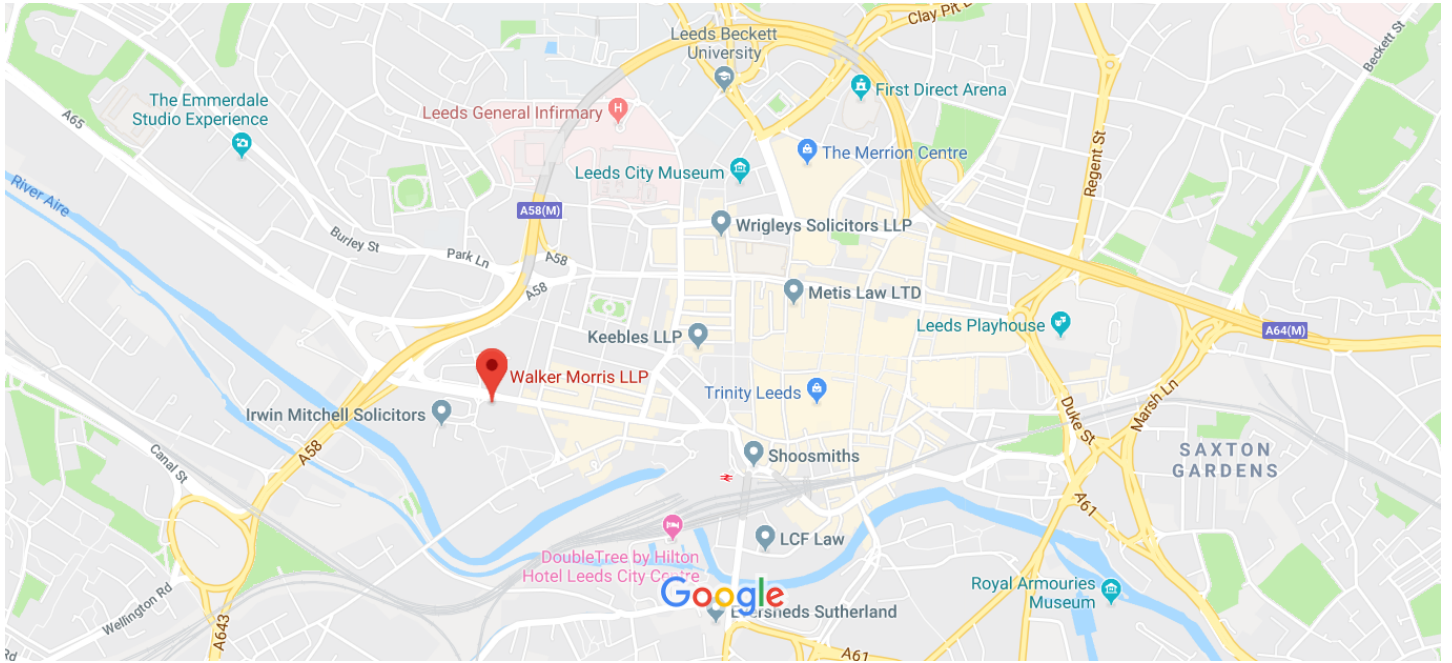 Clay Pit
Leeds Beckett
University
Beckett St
The Emmerdale
Studio Experience
First Direct Arena
Leeds General Infirmary
A65
The Merrion Centre
Regent St
Leeds City Museum
River Aire
A58(M)
Wrigleys Solicitors LLP
Burley St
Park Ln
A58
A58
Metis Law LTD
Leeds Playhouse
A64(M)
Keebles LLP
Walker Morris LLP
Trinity Leeds
Marsh Ln
Irwin Mitchell Solicitors
Duke St
A58
Canal St
Shoosmiths
SAXTON
GARDENS
A61
LCF Law
DoubleTree by Hilton
Hotel Leeds City Centre
Royal Armouries
Museum
Google
Eversheds Sutherland
Wellington Rd
A643
Rd
A61